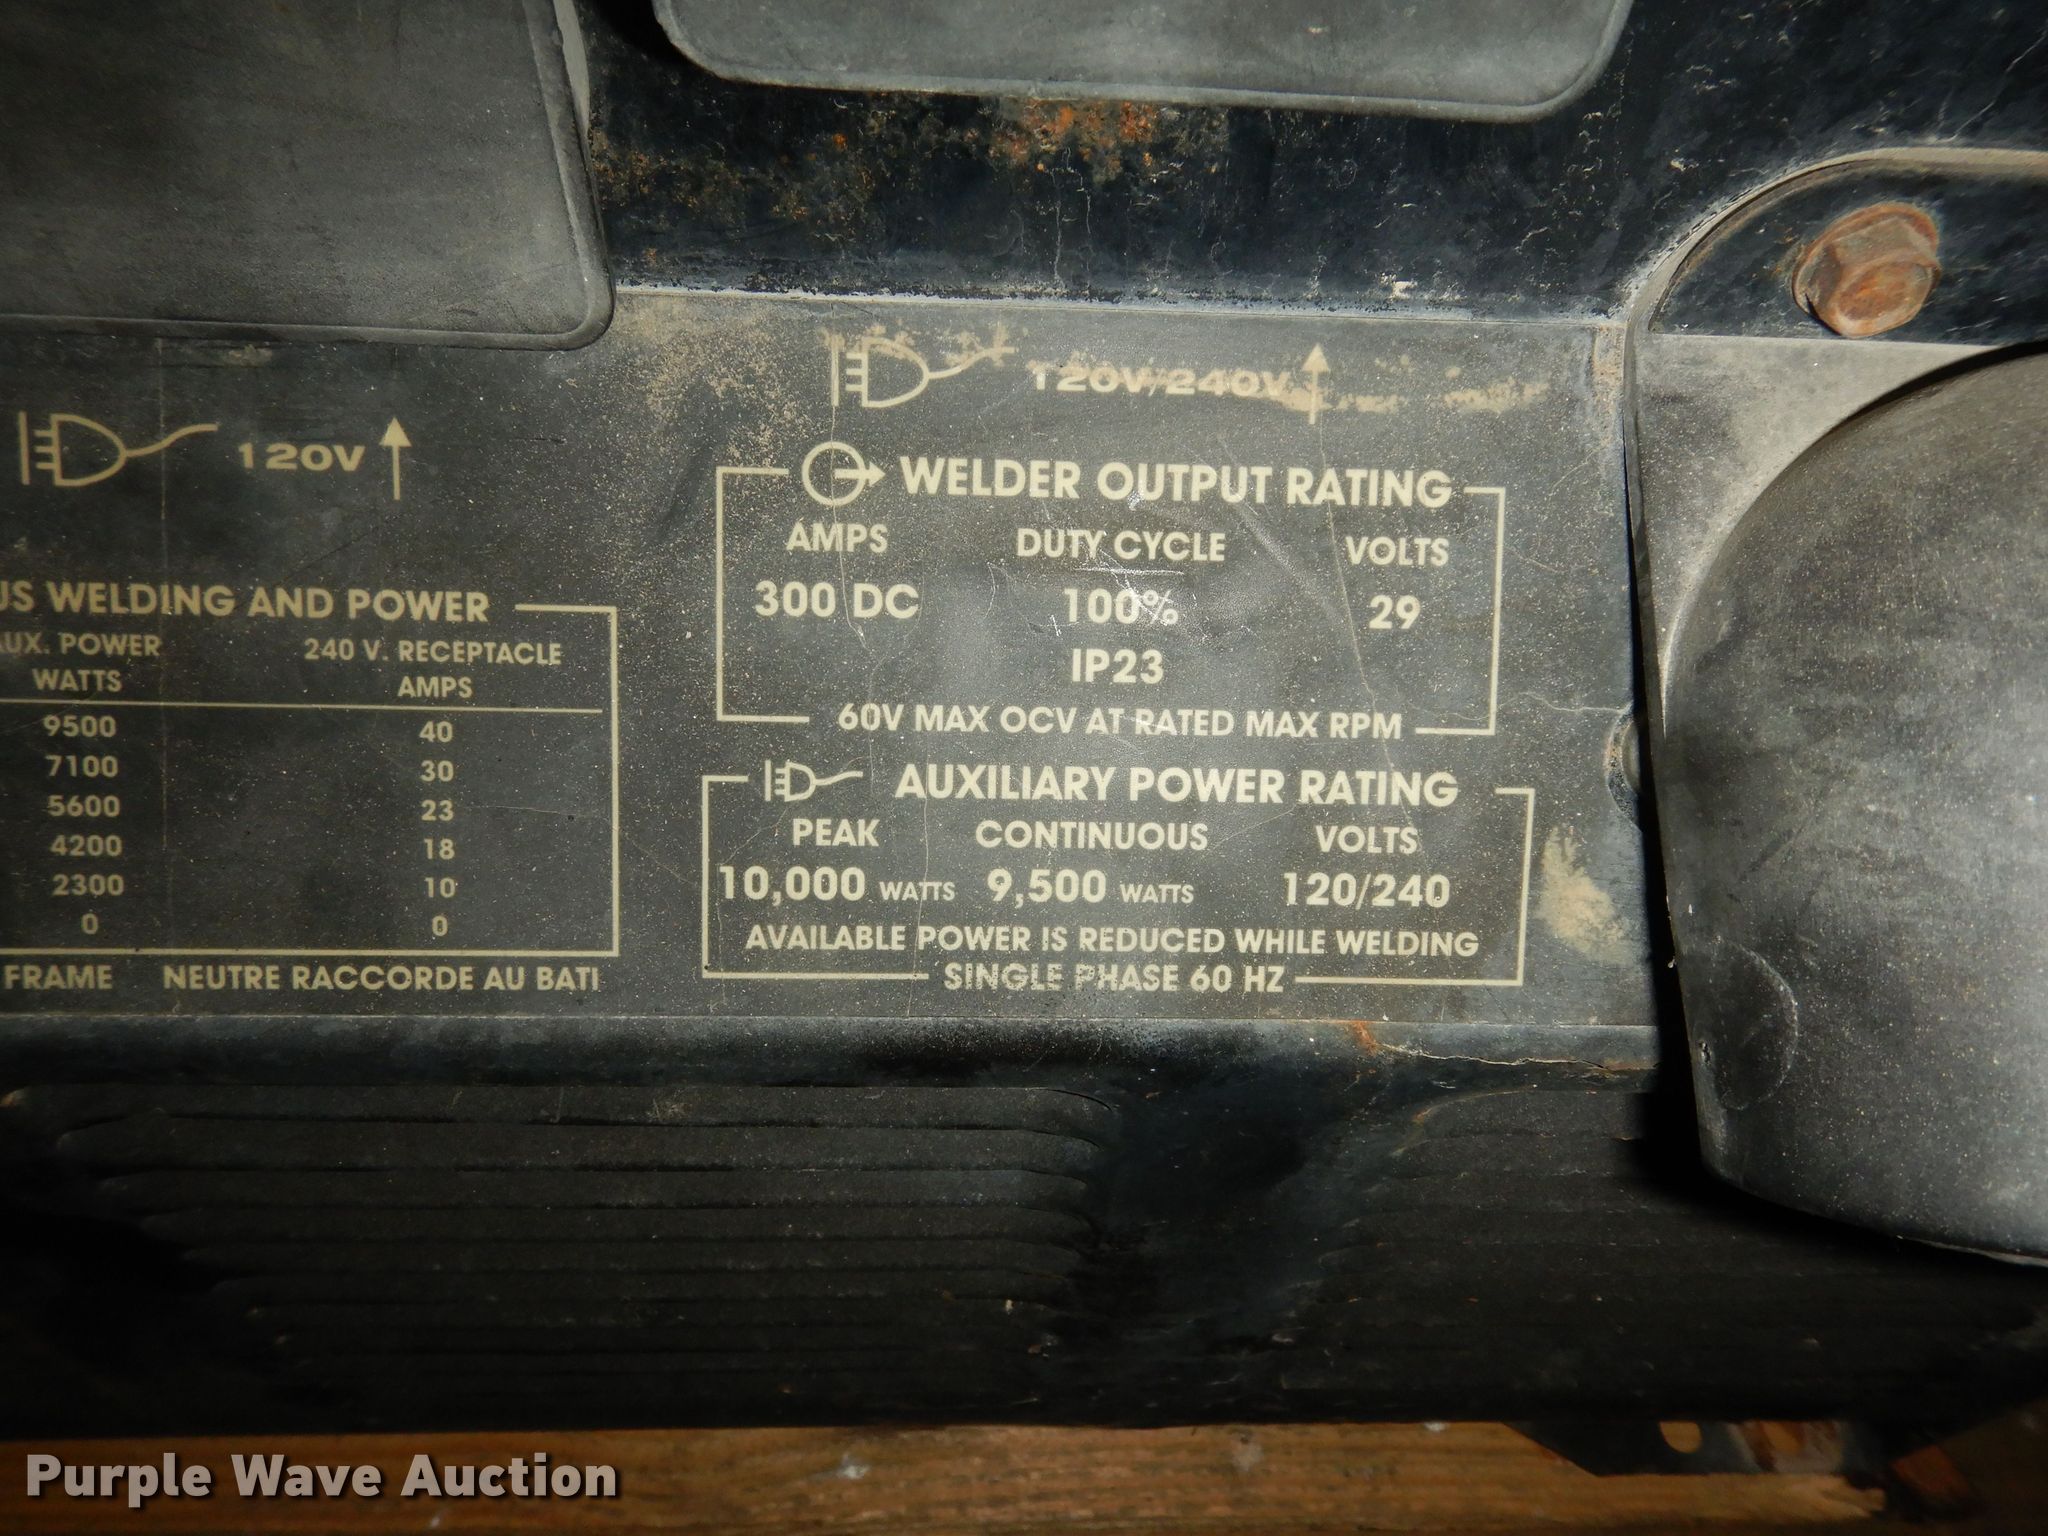 120V
US WELDING AND POWER
AUX. POWER 240 V. RECEPTACLE
WATTS AMPS
9500 40
7100 30
5600 23
4200 18
2300 10
0 0
FRAME NEUTRE RACCORDE AU BATI
120V/240V
WELDER OUTPUT RATING
AMPS DUTY CYCLE VOLTS
300 DC 100% 29
IP23
60V MAX OCV AT RATED MAX RPM
AUXILIARY POWER RATING
PEAK CONTINUOUS VOLTS
10,000 WATTS 9,500 WATTS 120/240
AVAILABLE POWER IS REDUCED WHILE WELDING
SINGLE PHASE 60 HZ
Purple Wave Auction